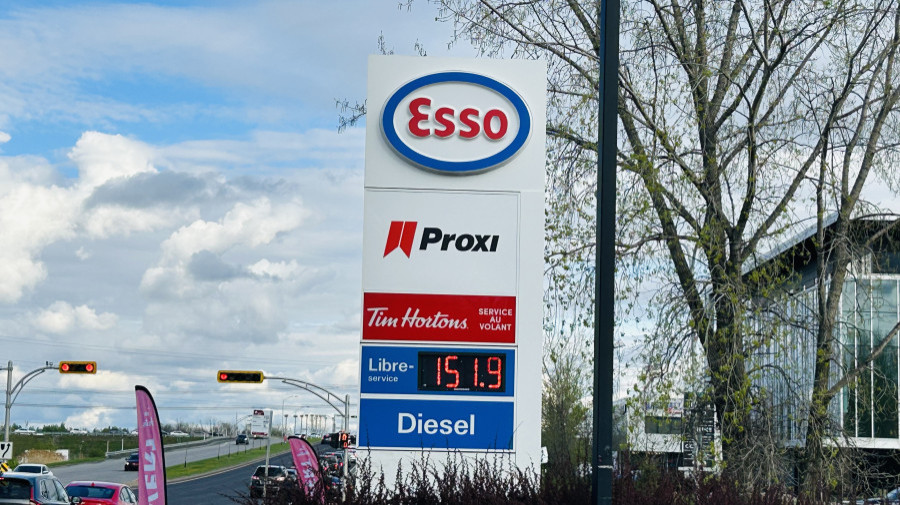 Esso
Proxi
Tim Hortons
SERVICE
AU
VOLANT
Libre-
service
151.9
Diesel